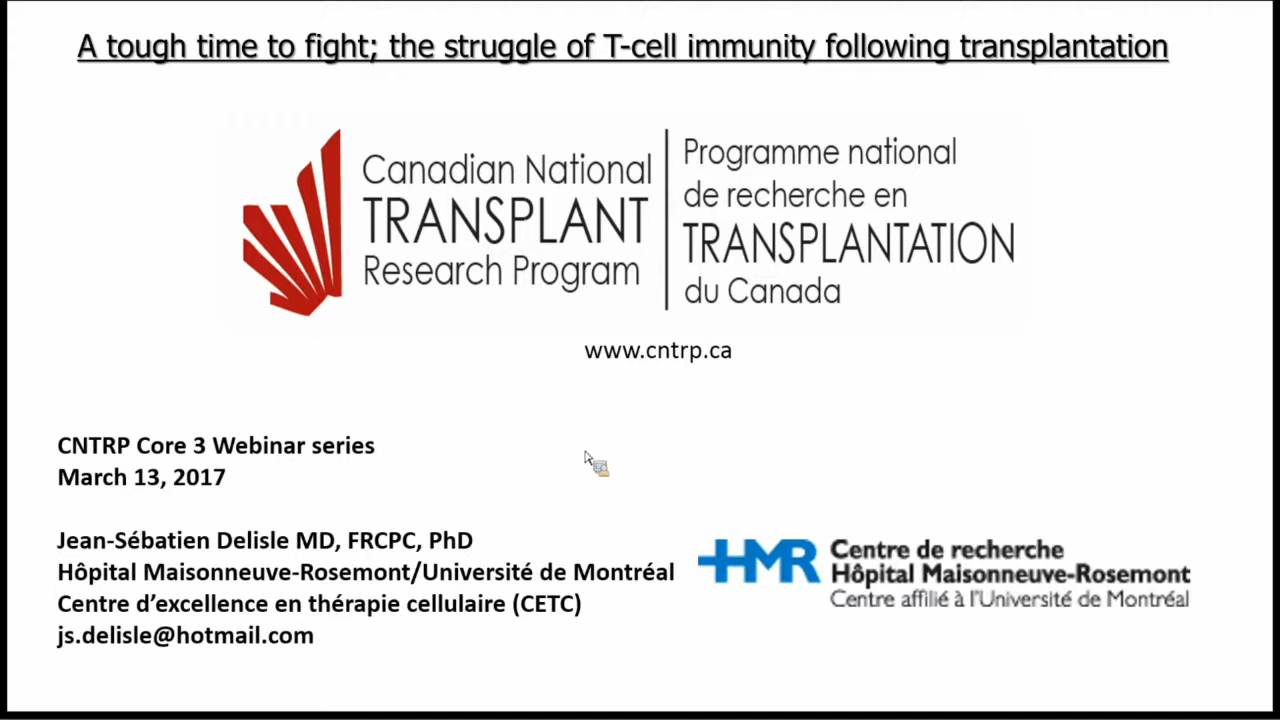 A tough time to fight; the struggle of T-cell immunity following transplantation
Canadian National
TRANSPLANT
Research Program
Programme national
de recherche en
TRANSPLANTATION
du Canada
www.cntrp.ca
CNTRP Core 3 Webinar series
March 13, 2017
Jean-Sébatien Delisle MD, FRCPC, PhD
Hôpital Maisonneuve-Rosemont/Université de Montréal
Centre d’excellence en thérapie cellulaire (CETC)
js.delisle@hotmail.com
HMR
Centre de recherche
Hôpital Maisonneuve-Rosemont
Centre affilié à l'Université de Montréal